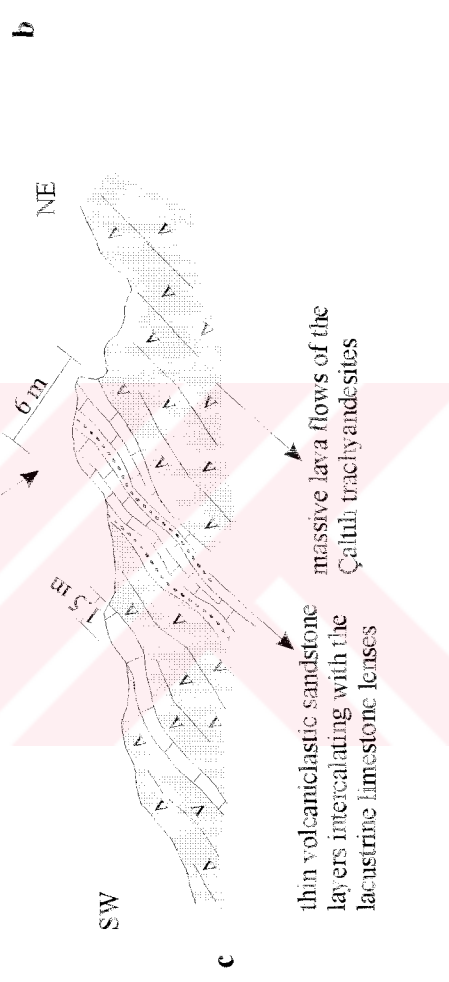 b
SW
NE
1.5 m
6 m
c
thin volcaniclastic sandstone
layers intercalating with the
lacustrine limestone lenses
massive lava flows of the
Çaltılı trachyandesites